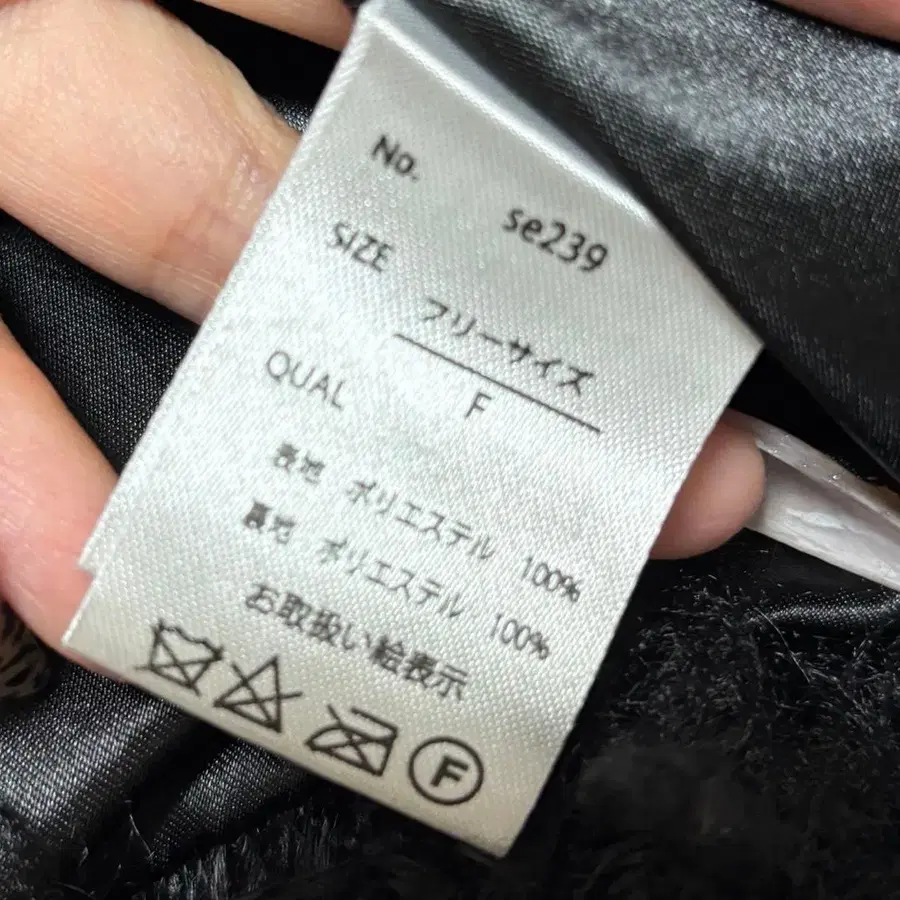 No.
se239
SIZE
フリーサイズ
F
QUAL
表地 ポリエステル 100%
裏地 ポリエステル 100%
お取扱い絵表示
F